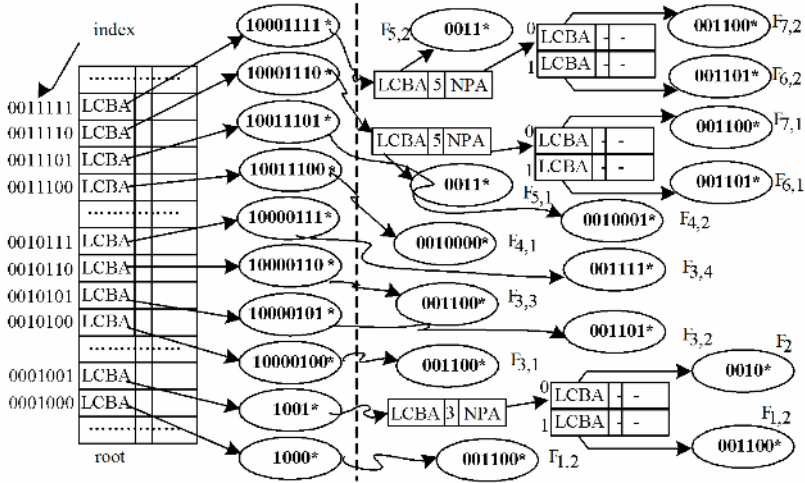 index
0011111 LCBA
0011110 LCBA
0011101 LCBA
0011100 LCBA
0010111 LCBA
0010110 LCBA
0010101 LCBA
0010100 LCBA
0001001 LCBA
0001000 LCBA
root
10001111*
10001110*
10011101*
10011100*
10000111*
10000110*
10000101*
10000100*
1001*
1000*
F5,2
0011*
LCBA 5 NPA
0
LCBA - -
1
LCBA - -
001100*
F7,2
001101*
F6,2
LCBA 5 NPA
0
LCBA - -
1
LCBA - -
001100*
F7,1
001101*
F6,1
0011*
F5,1
0010001*
F4,2
0010000*
F4,1
001111*
F3,4
001100*
F3,3
001101*
F3,2
001100*
F3,1
LCBA 3 NPA
0
LCBA - -
1
LCBA - -
0010*
F2
001100*
F1,2
001100*
F1,2